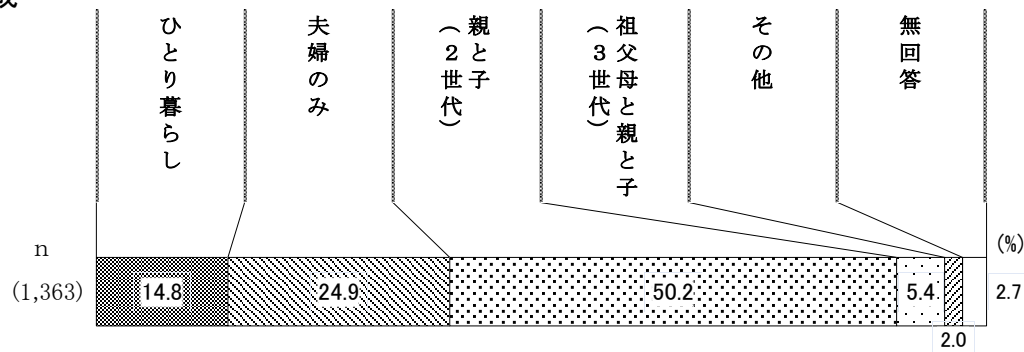 ひとり暮らし
夫婦のみ
親と子
(2世代)
祖父母と親と子
(3世代)
その他
無回答
(%)
n
(1,363)
14.8
24.9
50.2
5.4
2.7
2.0